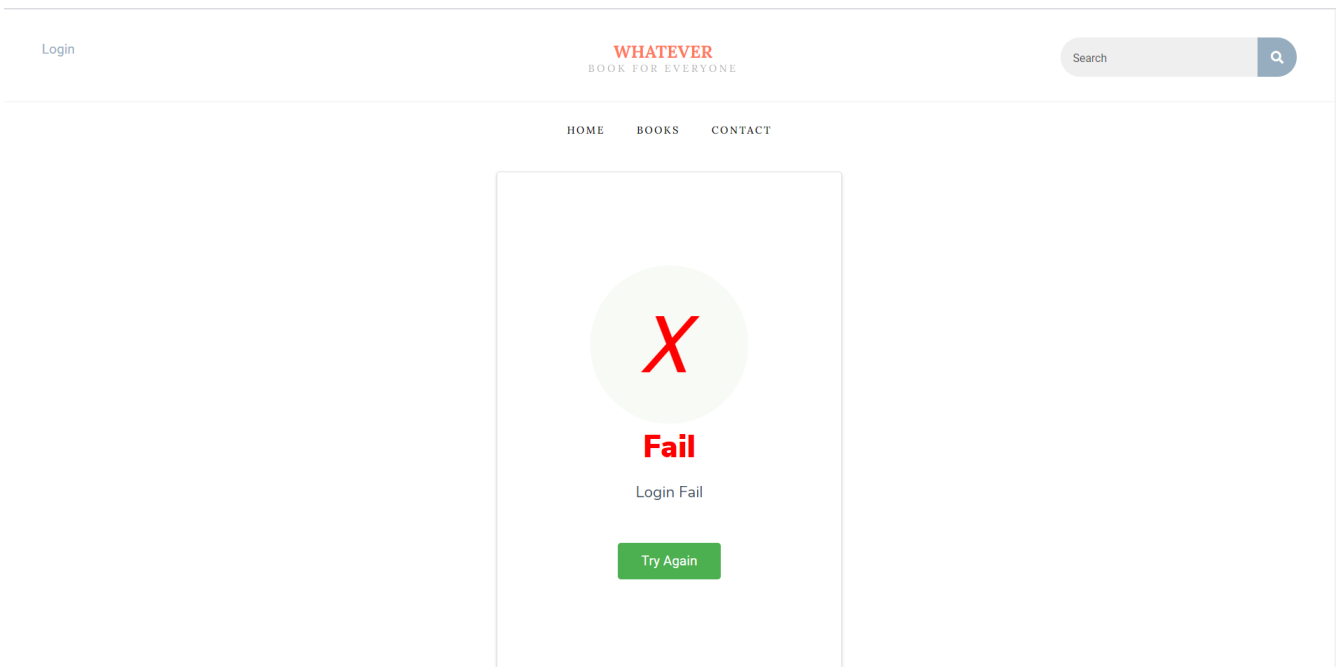 Login
WHATEVER
BOOK FOR EVERYONE
Search
HOME BOOKS CONTACT
X
Fail
Login Fail
Try Again